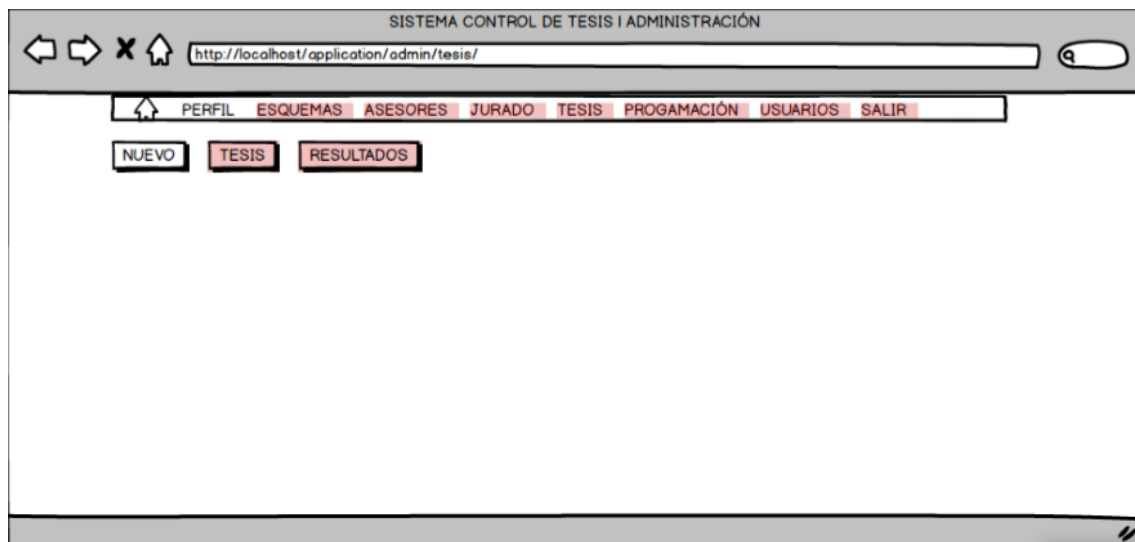 SISTEMA CONTROL DE TESIS | ADMINISTRACIÓN
http://localhost/application/admin/tesis/
PERFIL ESQUEMAS ASESORES JURADO TESIS PROGAMACIÓN USUARIOS SALIR
NUEVO TESIS RESULTADOS